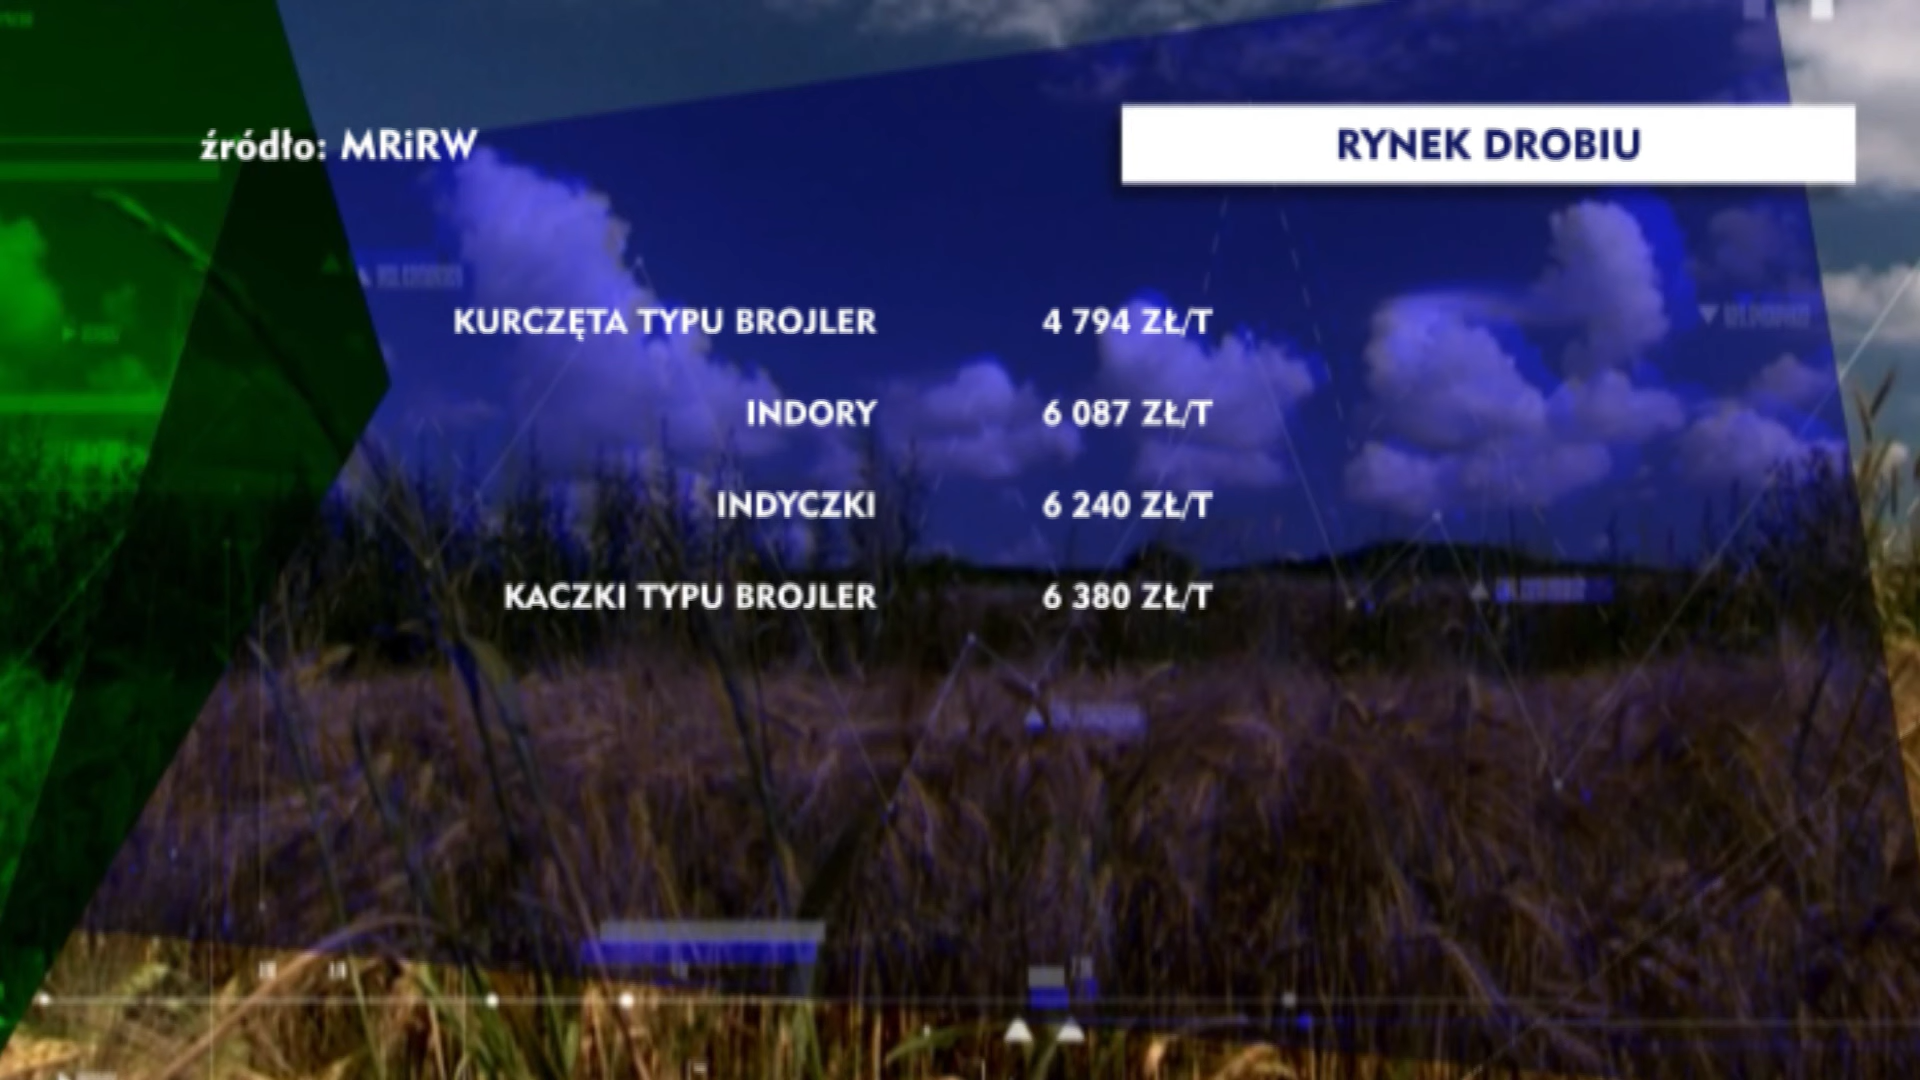 źródło: MRiRW
RYNEK DROBIU
KURCZĘTA TYPU BROJLER 4 794 ZŁ/T
INDORY 6 087 ZŁ/T
INDYCZKI 6 240 ZŁ/T
KACZKI TYPU BROJLER 6 380 ZŁ/T